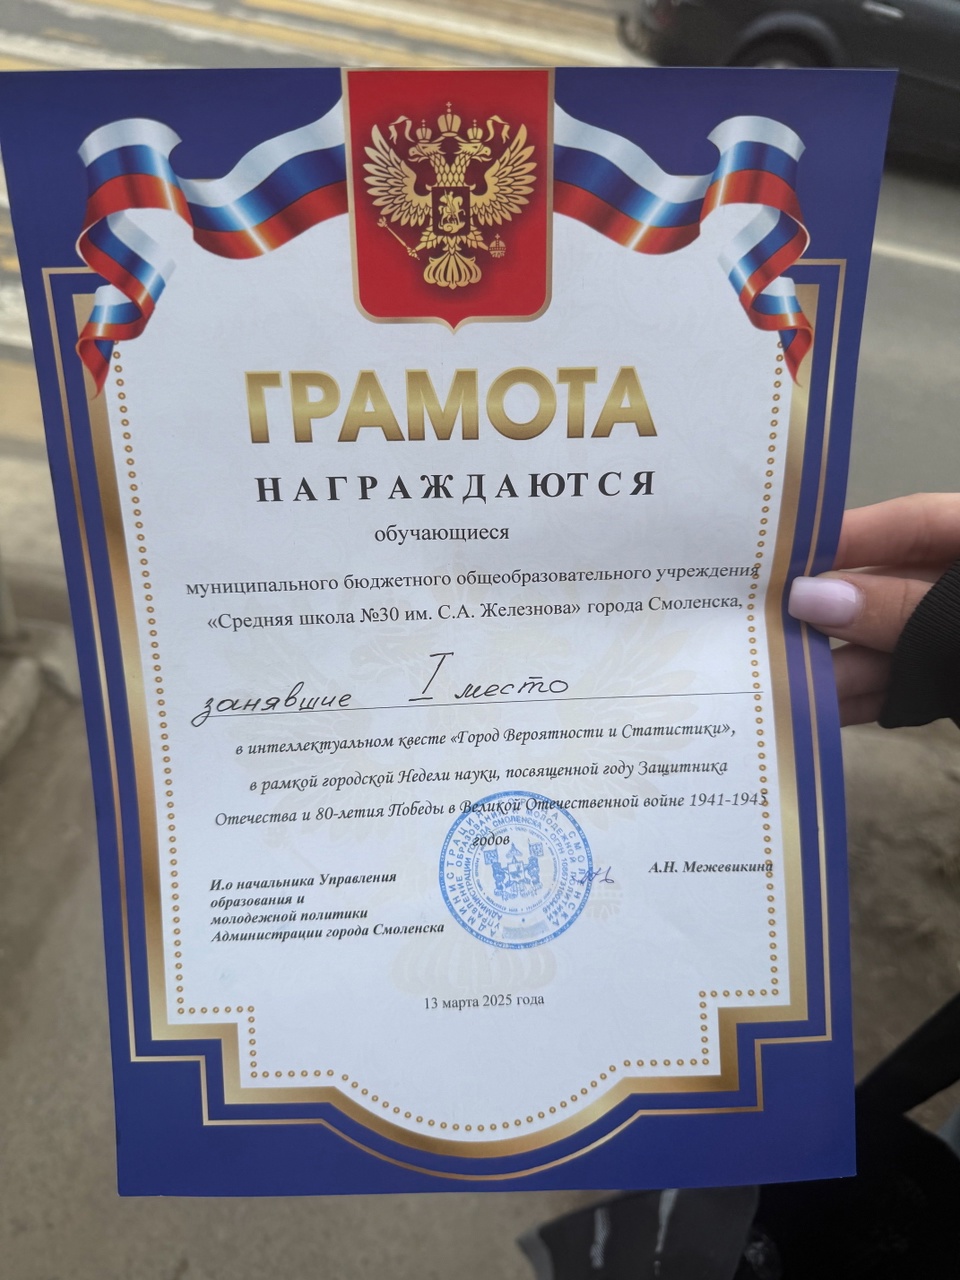 ГРАМОТА
НАГРАЖДАЮТСЯ
обучающиеся
муниципального бюджетного общеобразовательного учреждения
«Средняя школа №30 им. С.А. Железнова» города Смоленска,
занявшие I место
в интеллектуальном квесте «Город Вероятности и Статистики»,
в рамкой городской Недели науки, посвященной году Защитника
Отечества и 80-летия Победы в Великой Отечественной войне 1941-1945
годов
И.о начальника Управления
образования и
молодежной политики
Администрации города Смоленска
А.Н. Межевикина
13 марта 2025 года